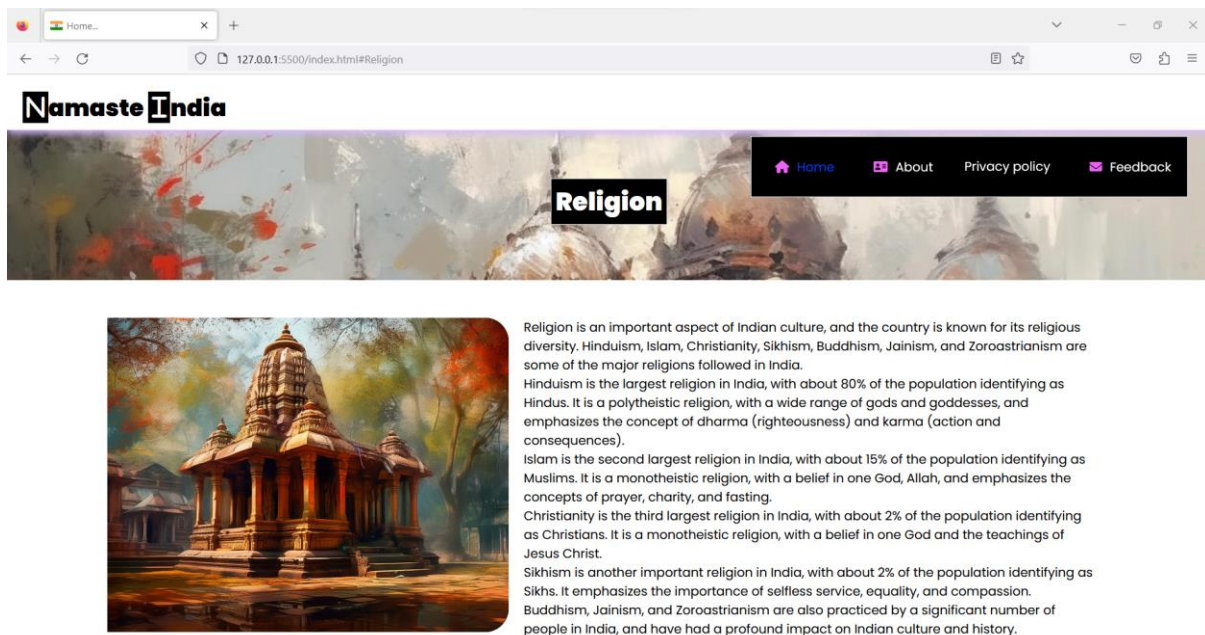 Home...
127.0.0.1:5500/index.html#Religion
Namaste India
Home About Privacy policy Feedback
Religion
Religion is an important aspect of Indian culture, and the country is known for its religious
diversity. Hinduism, Islam, Christianity, Sikhism, Buddhism, Jainism, and Zoroastrianism are
some of the major religions followed in India.
Hinduism is the largest religion in India, with about 80% of the population identifying as
Hindus. It is a polytheistic religion, with a wide range of gods and goddesses, and
emphasizes the concept of dharma (righteousness) and karma (action and
consequences).
Islam is the second largest religion in India, with about 15% of the population identifying as
Muslims. It is a monotheistic religion, with a belief in one God, Allah, and emphasizes the
concepts of prayer, charity, and fasting.
Christianity is the third largest religion in India, with about 2% of the population identifying
as Christians. It is a monotheistic religion, with a belief in one God and the teachings of
Jesus Christ.
Sikhism is another important religion in India, with about 2% of the population identifying as
Sikhs. It emphasizes the importance of selfless service, equality, and compassion.
Buddhism, Jainism, and Zoroastrianism are also practiced by a significant number of
people in India, and have had a profound impact on Indian culture and history.